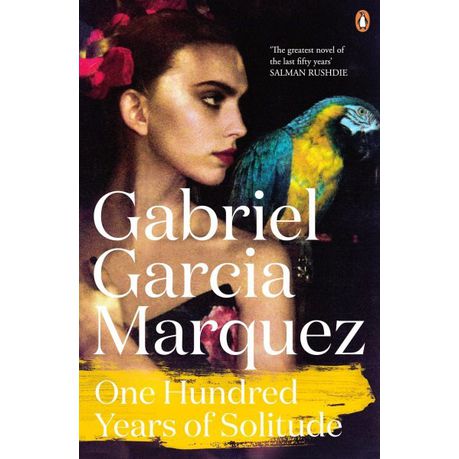 'The greatest novel of
the last fifty years'
SALMAN RUSHDIE
Gabriel
Garcia
Marquez
One Hundred
Years of Solitude